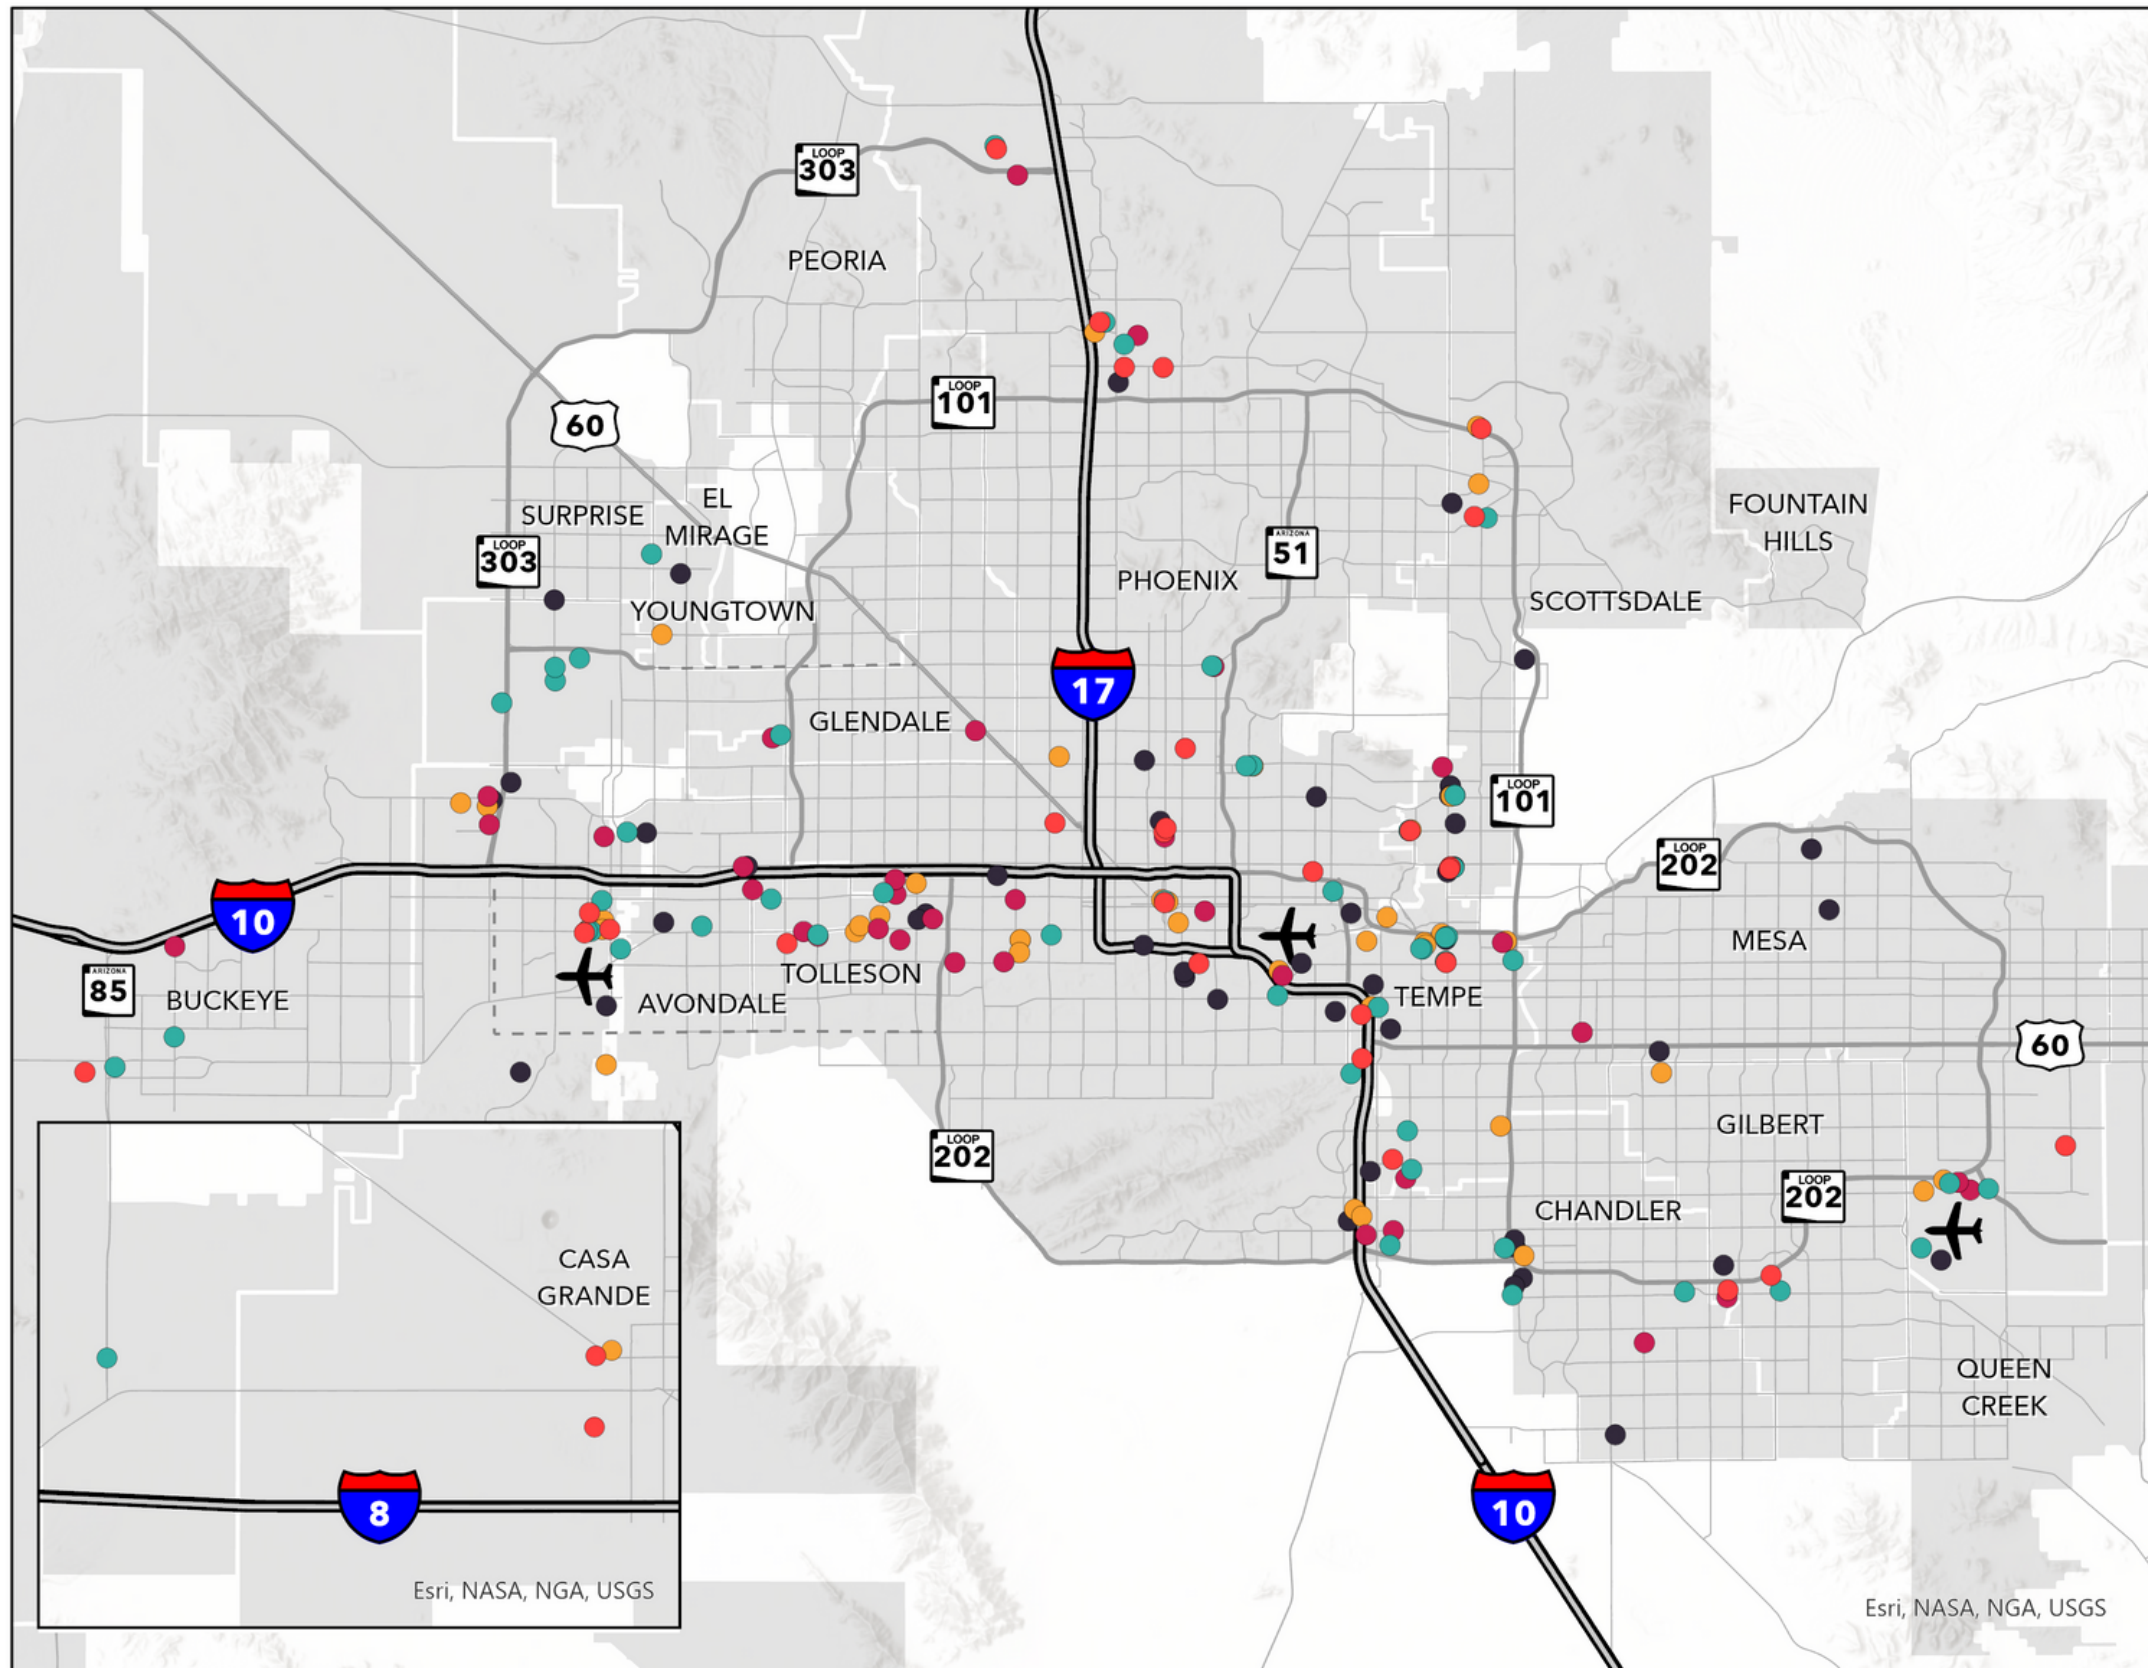 LOOP
303
PEORIA
LOOP
101
60
EL
MIRAGE
SURPRISE
FOUNTAIN
HILLS
LOOP
303
ARIZONA
51
PHOENIX
SCOTTSDALE
YOUNGTOWN
17
GLENDALE
LOOP
101
LOOP
202
10
MESA
TOLLESON
ARIZONA
85
BUCKEYE
AVONDALE
TEMPE
60
GILBERT
LOOP
202
LOOP
202
CHANDLER
CASA
GRANDE
QUEEN
CREEK
8
10
Esri, NASA, NGA, USGS
Esri, NASA, NGA, USGS